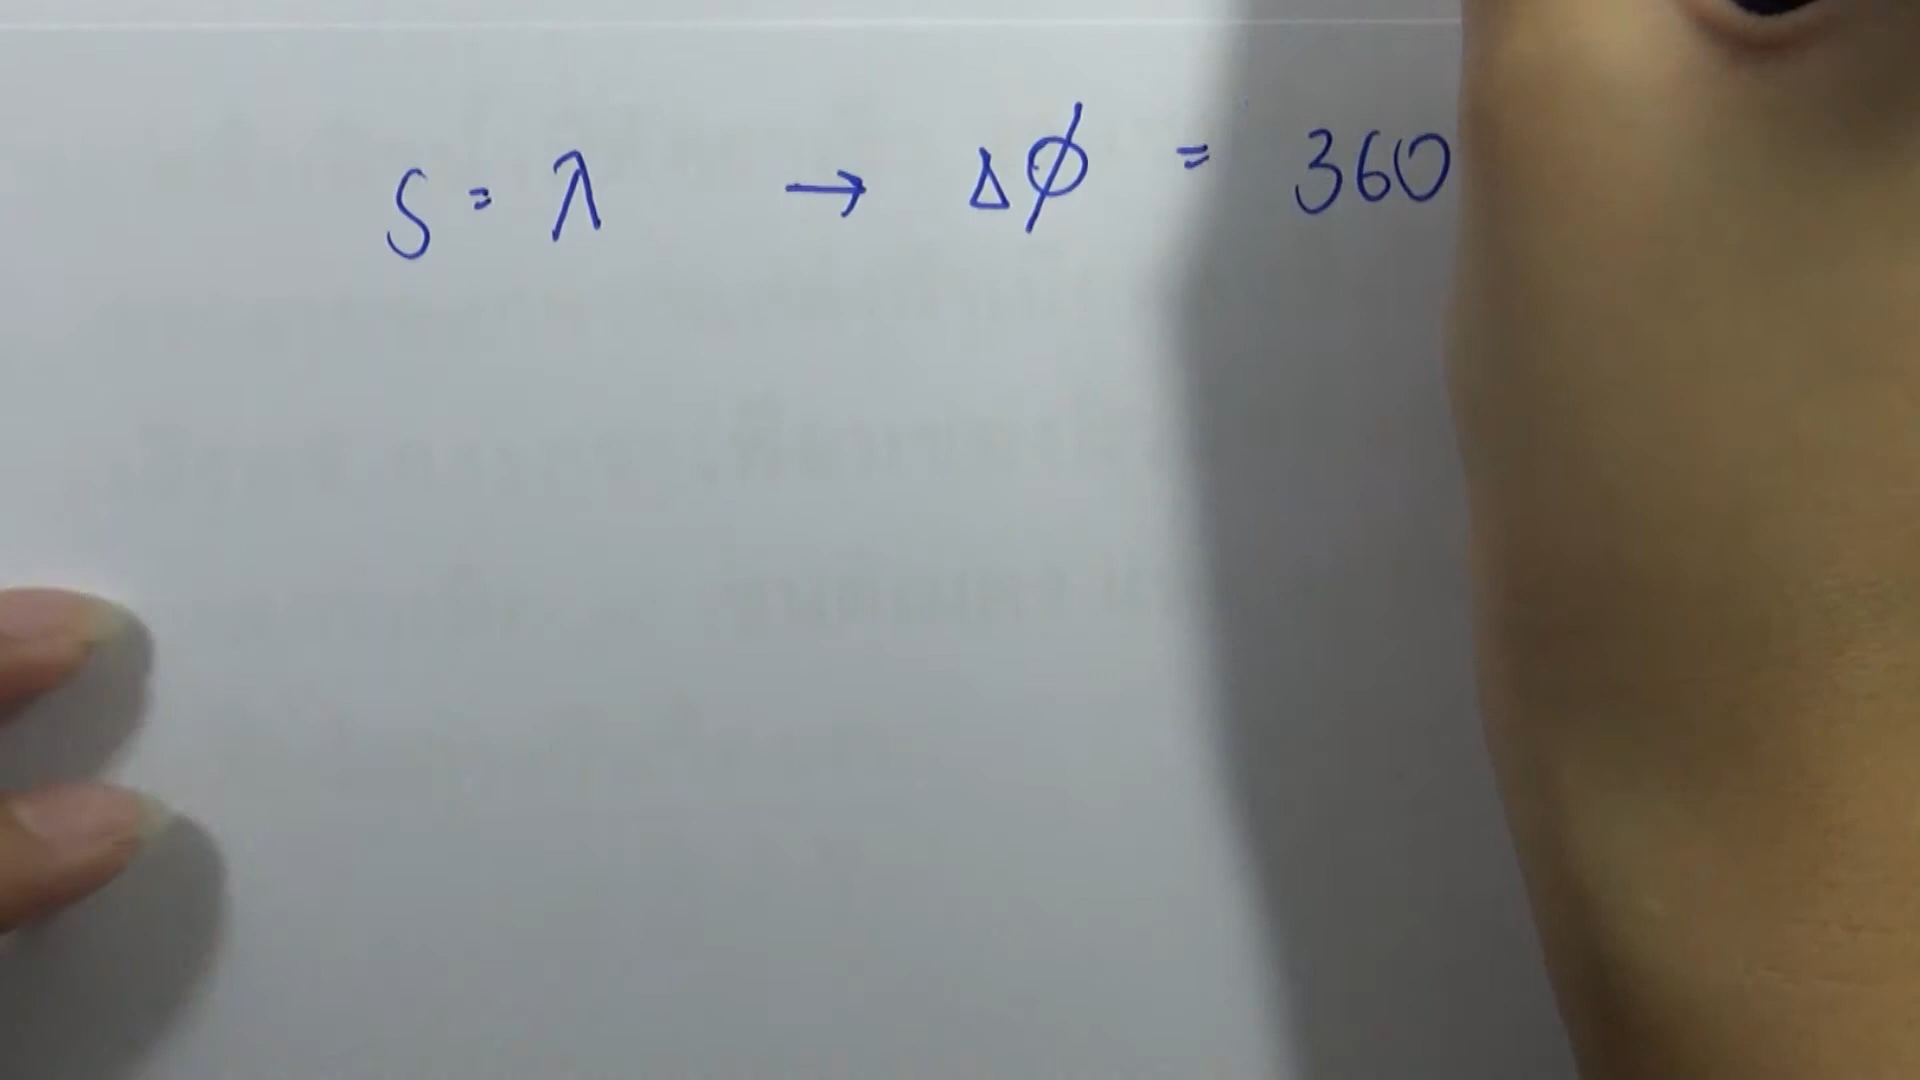 S = λ → Δϕ = 360